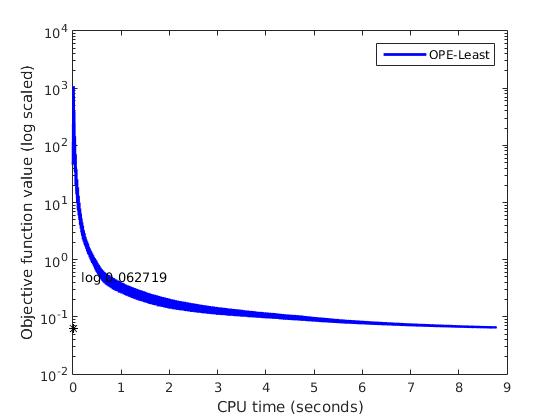 10^4
OPE-Least
10^3
10^2
10^1
10^0
log 0.062719
10^-1
10^-2
0 1 2 3 4 5 6 7 8 9
CPU time (seconds)
Objective function value (log scaled)